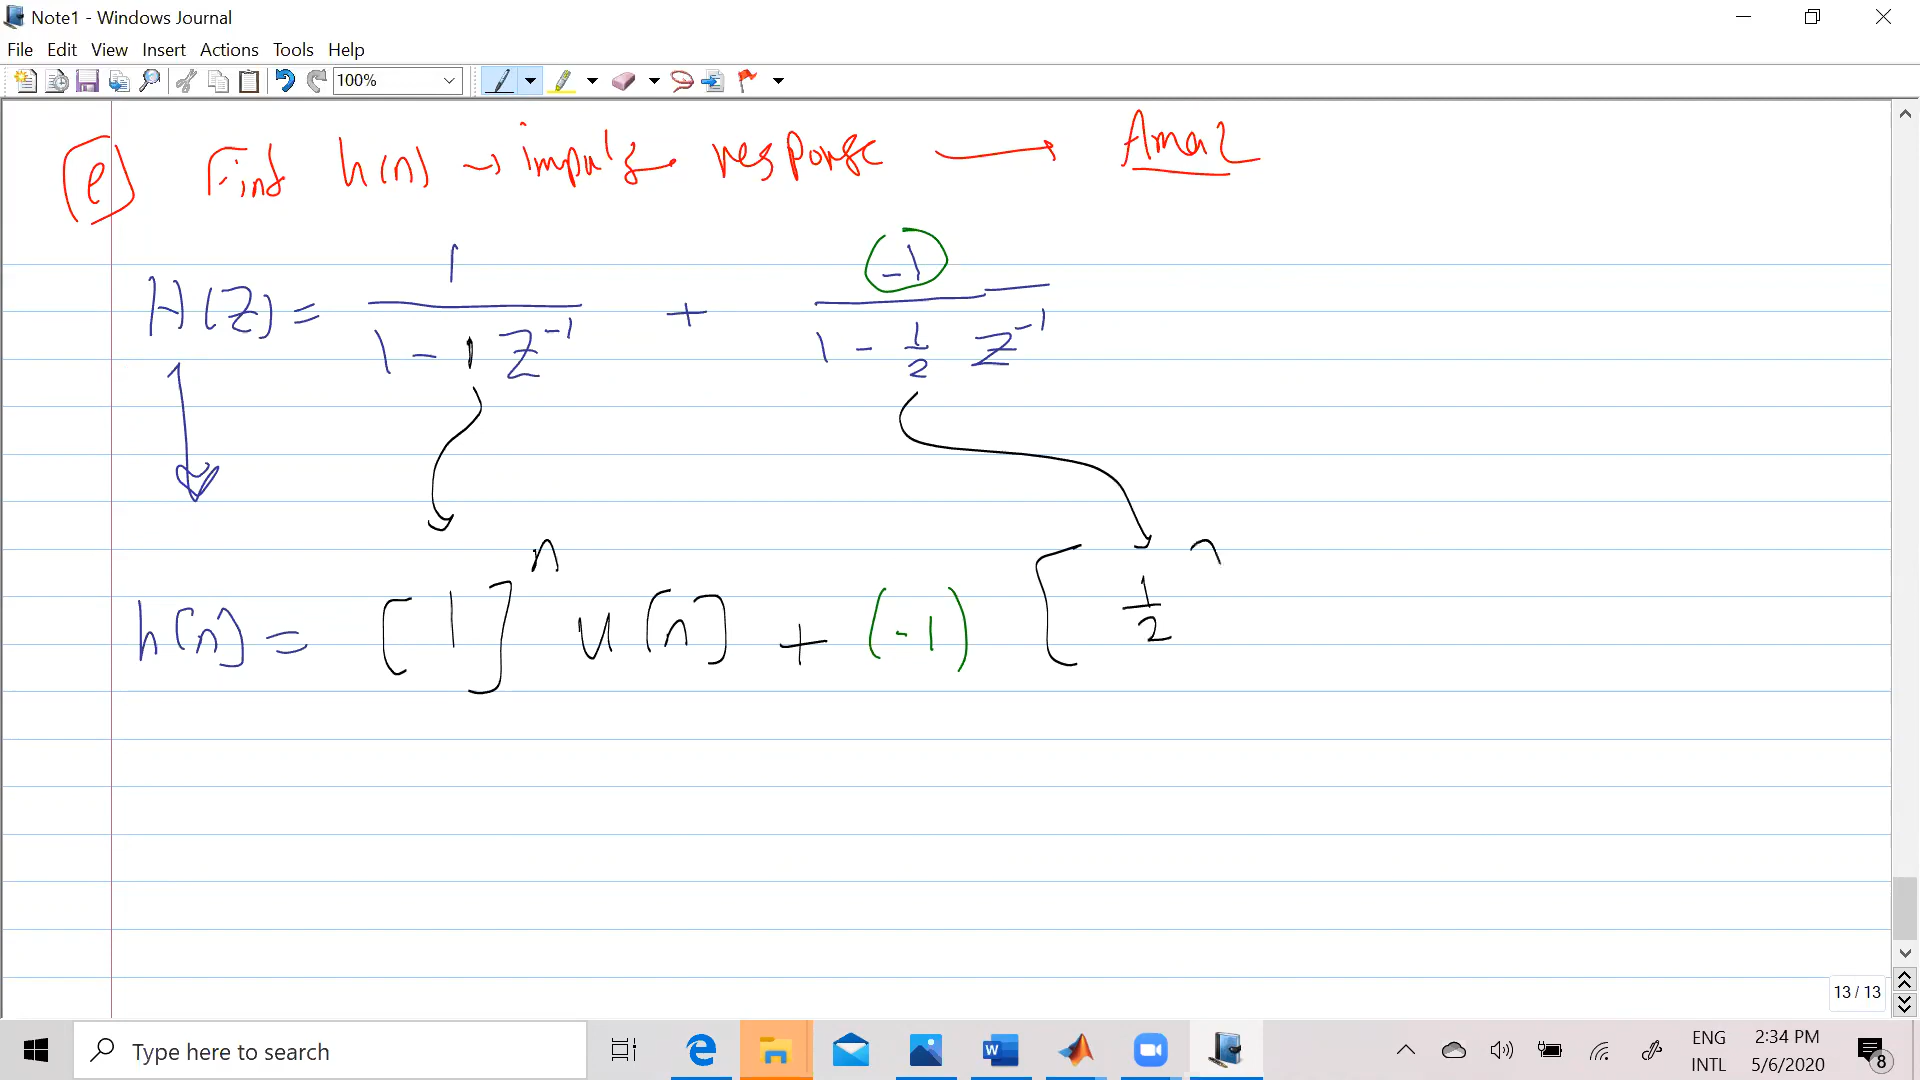 Note1 - Windows Journal
File Edit View Insert Actions Tools Help
100%
(e) Find h(n) → impulse response → Amal
H(Z) = 1 / (1 - 1 Z^-1) + -1 / (1 - 1/2 Z^-1)
h[n] = [1]^n u[n] + (-1) [1/2 ^n
13 / 13
Type here to search
ENG
INTL
2:34 PM
5/6/2020
8